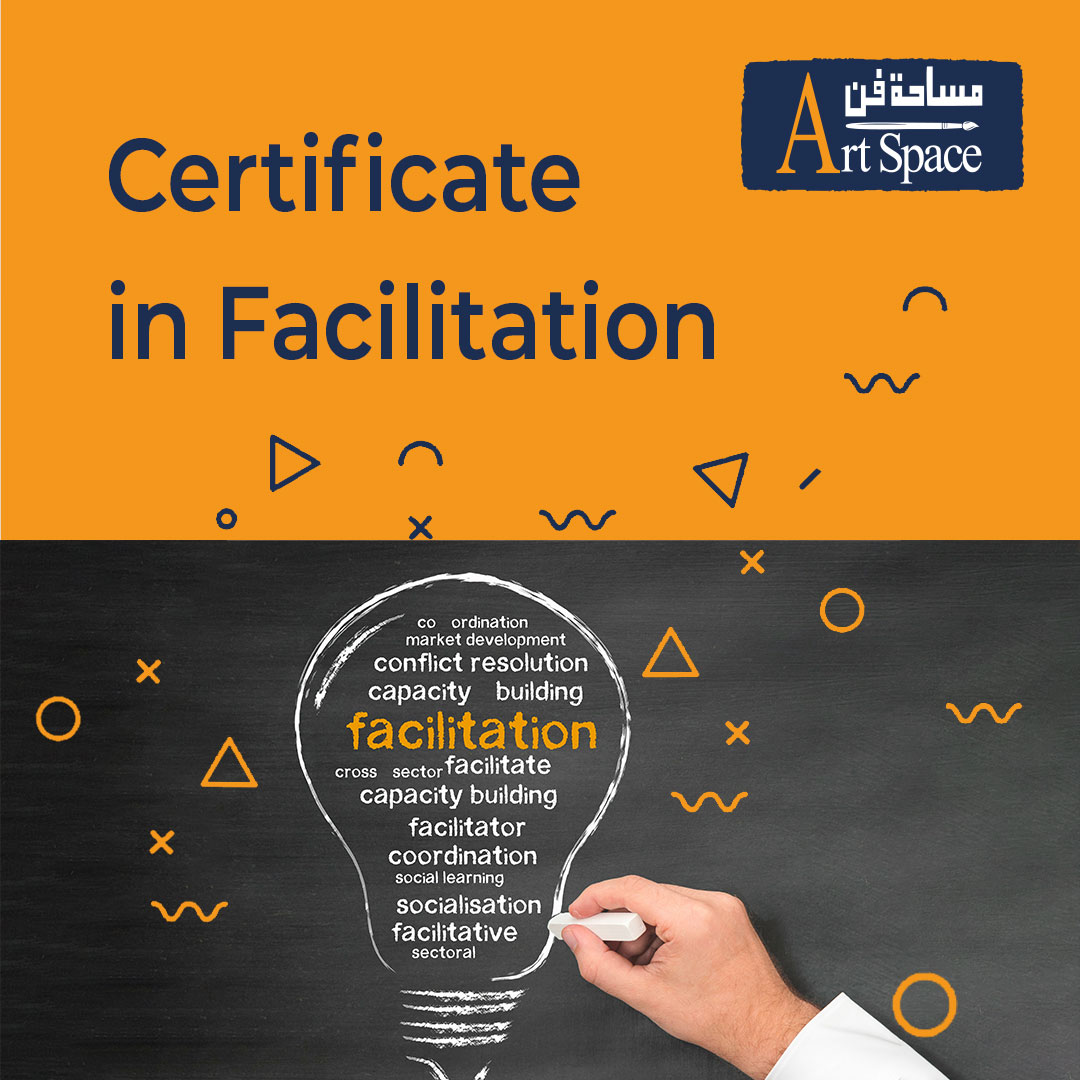 Certificate
in Facilitation
مساحة فن
Art Space
co ordination
market development
conflict resolution
capacity building
facilitation
cross sector facilitate
capacity building
facilitator
coordination
social learning
socialisation
facilitative
sectoral